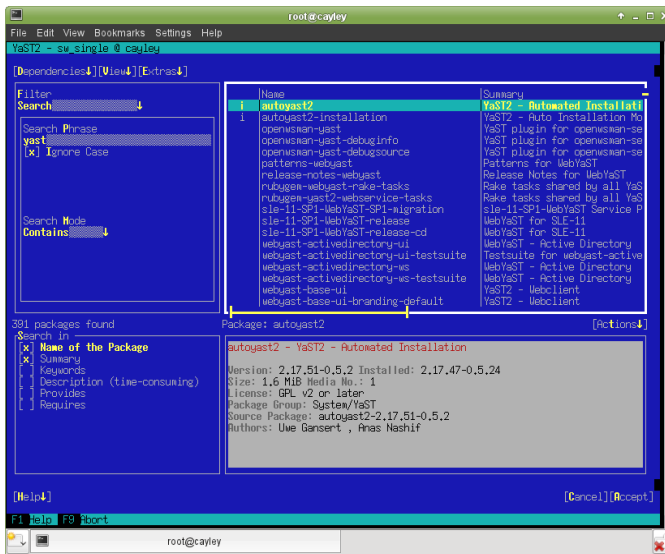 root@cayley
File Edit View Bookmarks Settings Help
YaST2 - sw_single @ cayley
[Dependencies↓][View↓][Extras↓]
Filter
Search↓
Search Phrase
yast
[x] Ignore Case
Search Mode
Contains↓
Name Summary
i autoyast2 YaST2 - Automated Installati
i autoyast2-installation YaST2 - Auto Installation Mo
openwsman-yast YaST plugin for openwsman-se
openwsman-yast-debuginfo YaST plugin for openwsman-se
openwsman-yast-debugsource YaST plugin for openwsman-se
patterns-webyast Patterns for WebYaST
release-notes-webyast Release Notes for WebYaST
rubygem-webyast-rake-tasks Rake tasks shared by all YaS
rubygem-yast2-webservice-tasks Rake tasks shared by all YaS
sle-11-SP1-WebYaST-SP1-migration sle-11-SP1-WebYaST Service P
sle-11-SP1-WebYaST-release WebYaST for SLE-11
sle-11-SP1-WebYaST-release-cd WebYaST for SLE-11
webyast-activedirectory-ui WebYaST - Active Directory
webyast-activedirectory-ui-testsuite Testsuite for webyast-active
webyast-activedirectory-ws WebYaST - Active Directory
webyast-activedirectory-ws-testsuite WebYaST - Active Directory
webyast-base-ui YaST2 - Webclient
webyast-base-ui-branding-default YaST2 - Webclient
391 packages found
Package: autoyast2 [Actions↓]
Search in
[x] Name of the Package
[x] Summary
[ ] Keywords
[ ] Description (time-consuming)
[ ] Provides
[ ] Requires
autoyast2 - YaST2 - Automated Installation
Version: 2.17.51-0.5.2 Installed: 2.17.47-0.5.24
Size: 1.6 MiB Media No.: 1
License: GPL v2 or later
Package Group: System/YaST
Source Package: autoyast2-2.17.51-0.5.2
Authors: Uwe Gansert , Anas Nashif
[Help↓] [Cancel][Accept]
F1 Help F9 Abort
root@cayley